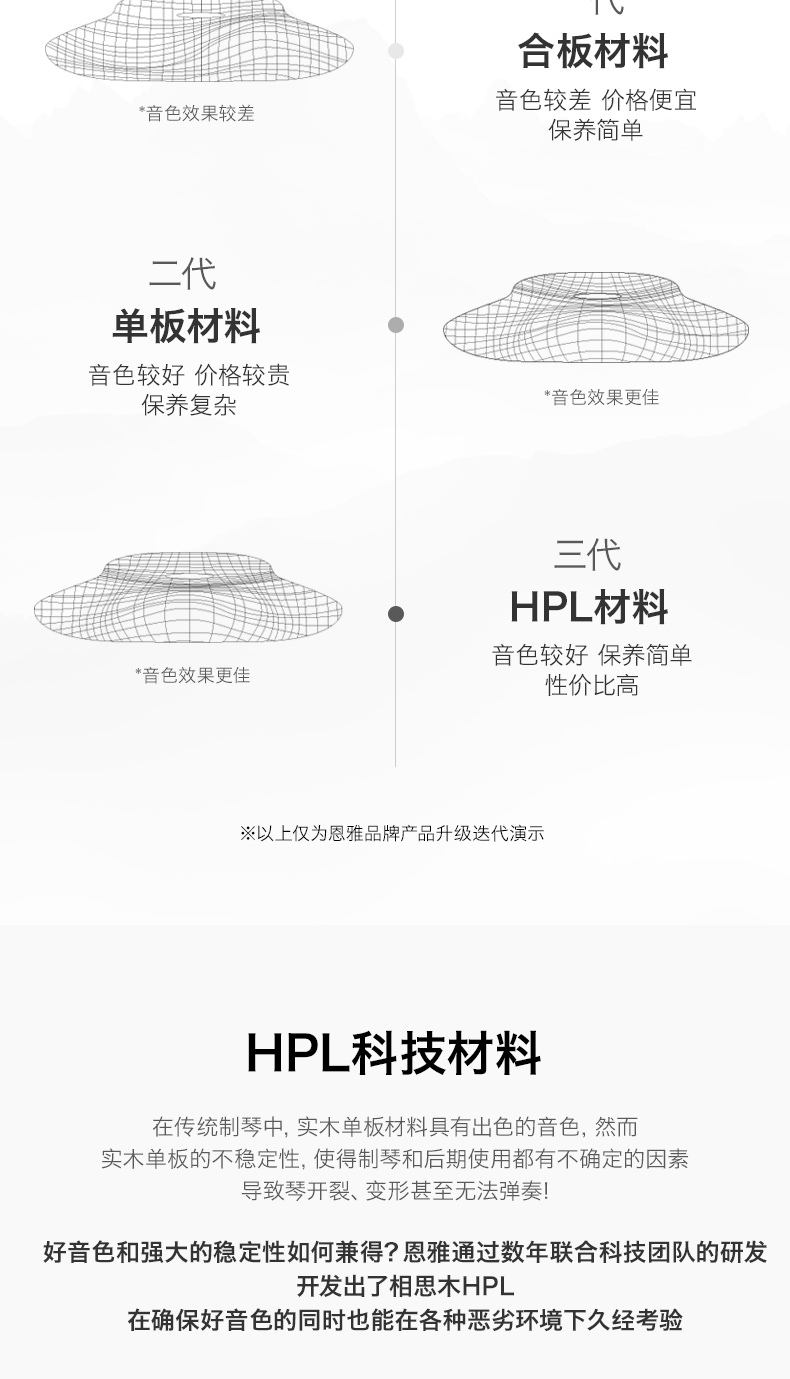 代
合板材料
音色较差 价格便宜
保养简单
*音色效果较差
二代
单板材料
音色较好 价格较贵
保养复杂
*音色效果更佳
三代
HPL材料
音色较好 保养简单
性价比高
*音色效果更佳
※以上仅为恩雅品牌产品升级迭代演示
HPL科技材料
在传统制琴中, 实木单板材料具有出色的音色, 然而
实木单板的不稳定性, 使得制琴和后期使用都有不确定的因素
导致琴开裂、变形甚至无法弹奏!
好音色和强大的稳定性如何兼得?恩雅通过数年联合科技团队的研发
开发出了相思木HPL
在确保好音色的同时也能在各种恶劣环境下久经考验